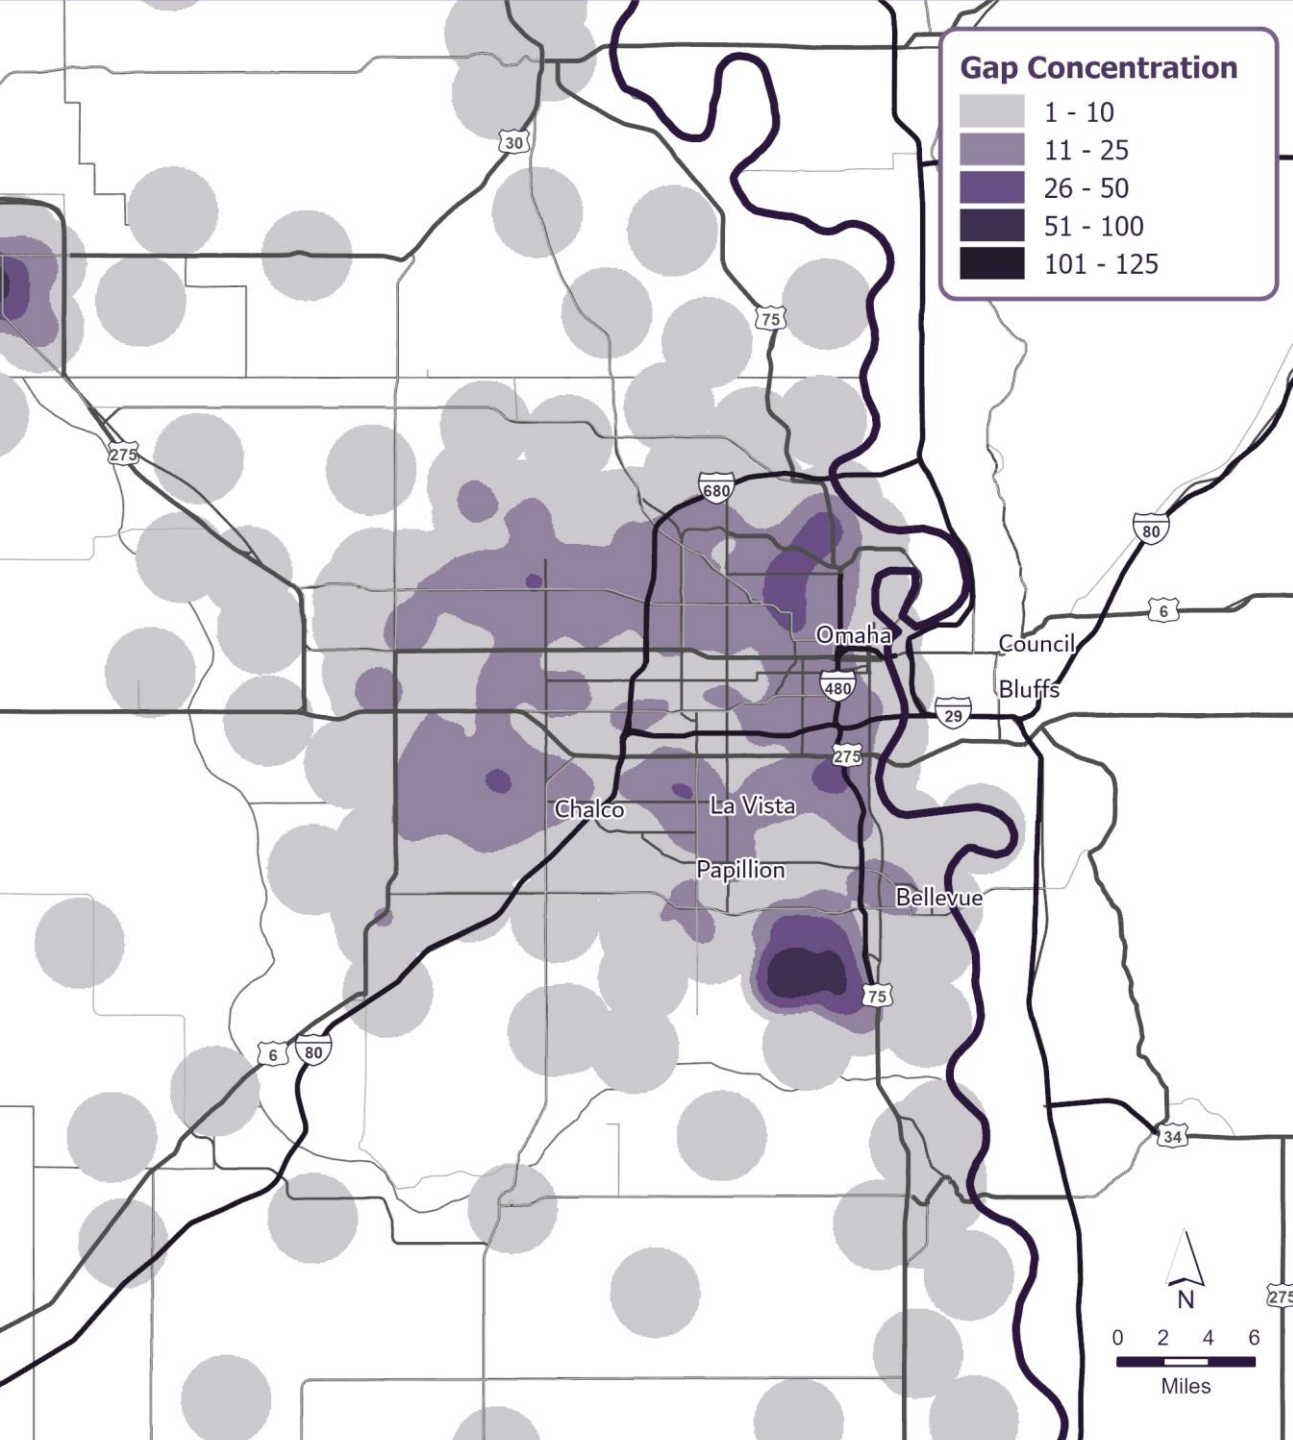 Gap Concentration
1 - 10
11 - 25
26 - 50
51 - 100
101 - 125
30
75
275
680
80
6
Omaha
Council
Bluffs
480
29
275
Chalco
La Vista
Papillion
Bellevue
75
6
80
34
N
275
0 2 4 6
Miles